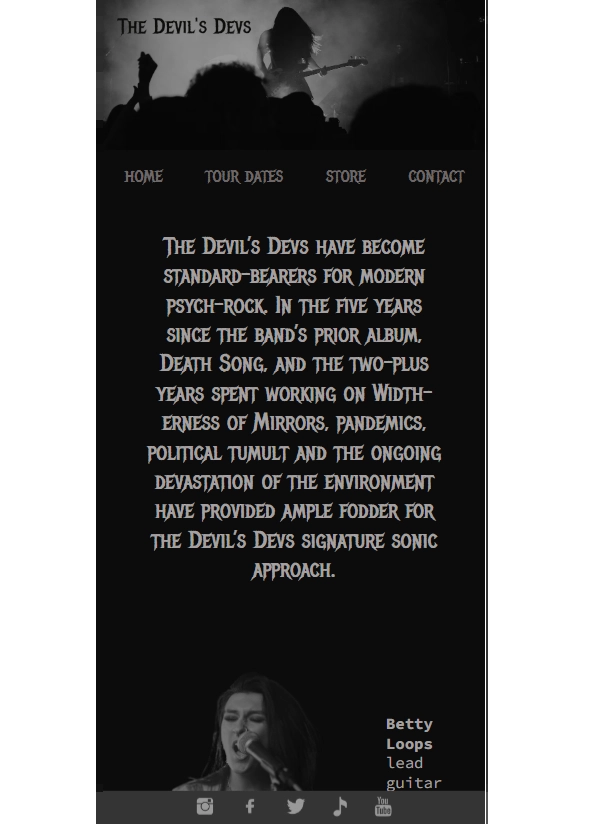 The Devil's Devs
HOME TOUR DATES STORE CONTACT
The Devil's Devs have become
standard-bearers for modern
psych-rock. In the five years
since the band's prior album,
Death Song, and the two-plus
years spent working on Width-
erness of Mirrors, pandemics,
political tumult and the ongoing
devastation of the environment
have provided ample fodder for
the Devil's Devs signature sonic
approach.
Betty
Loops
lead
guitar
You
Tube